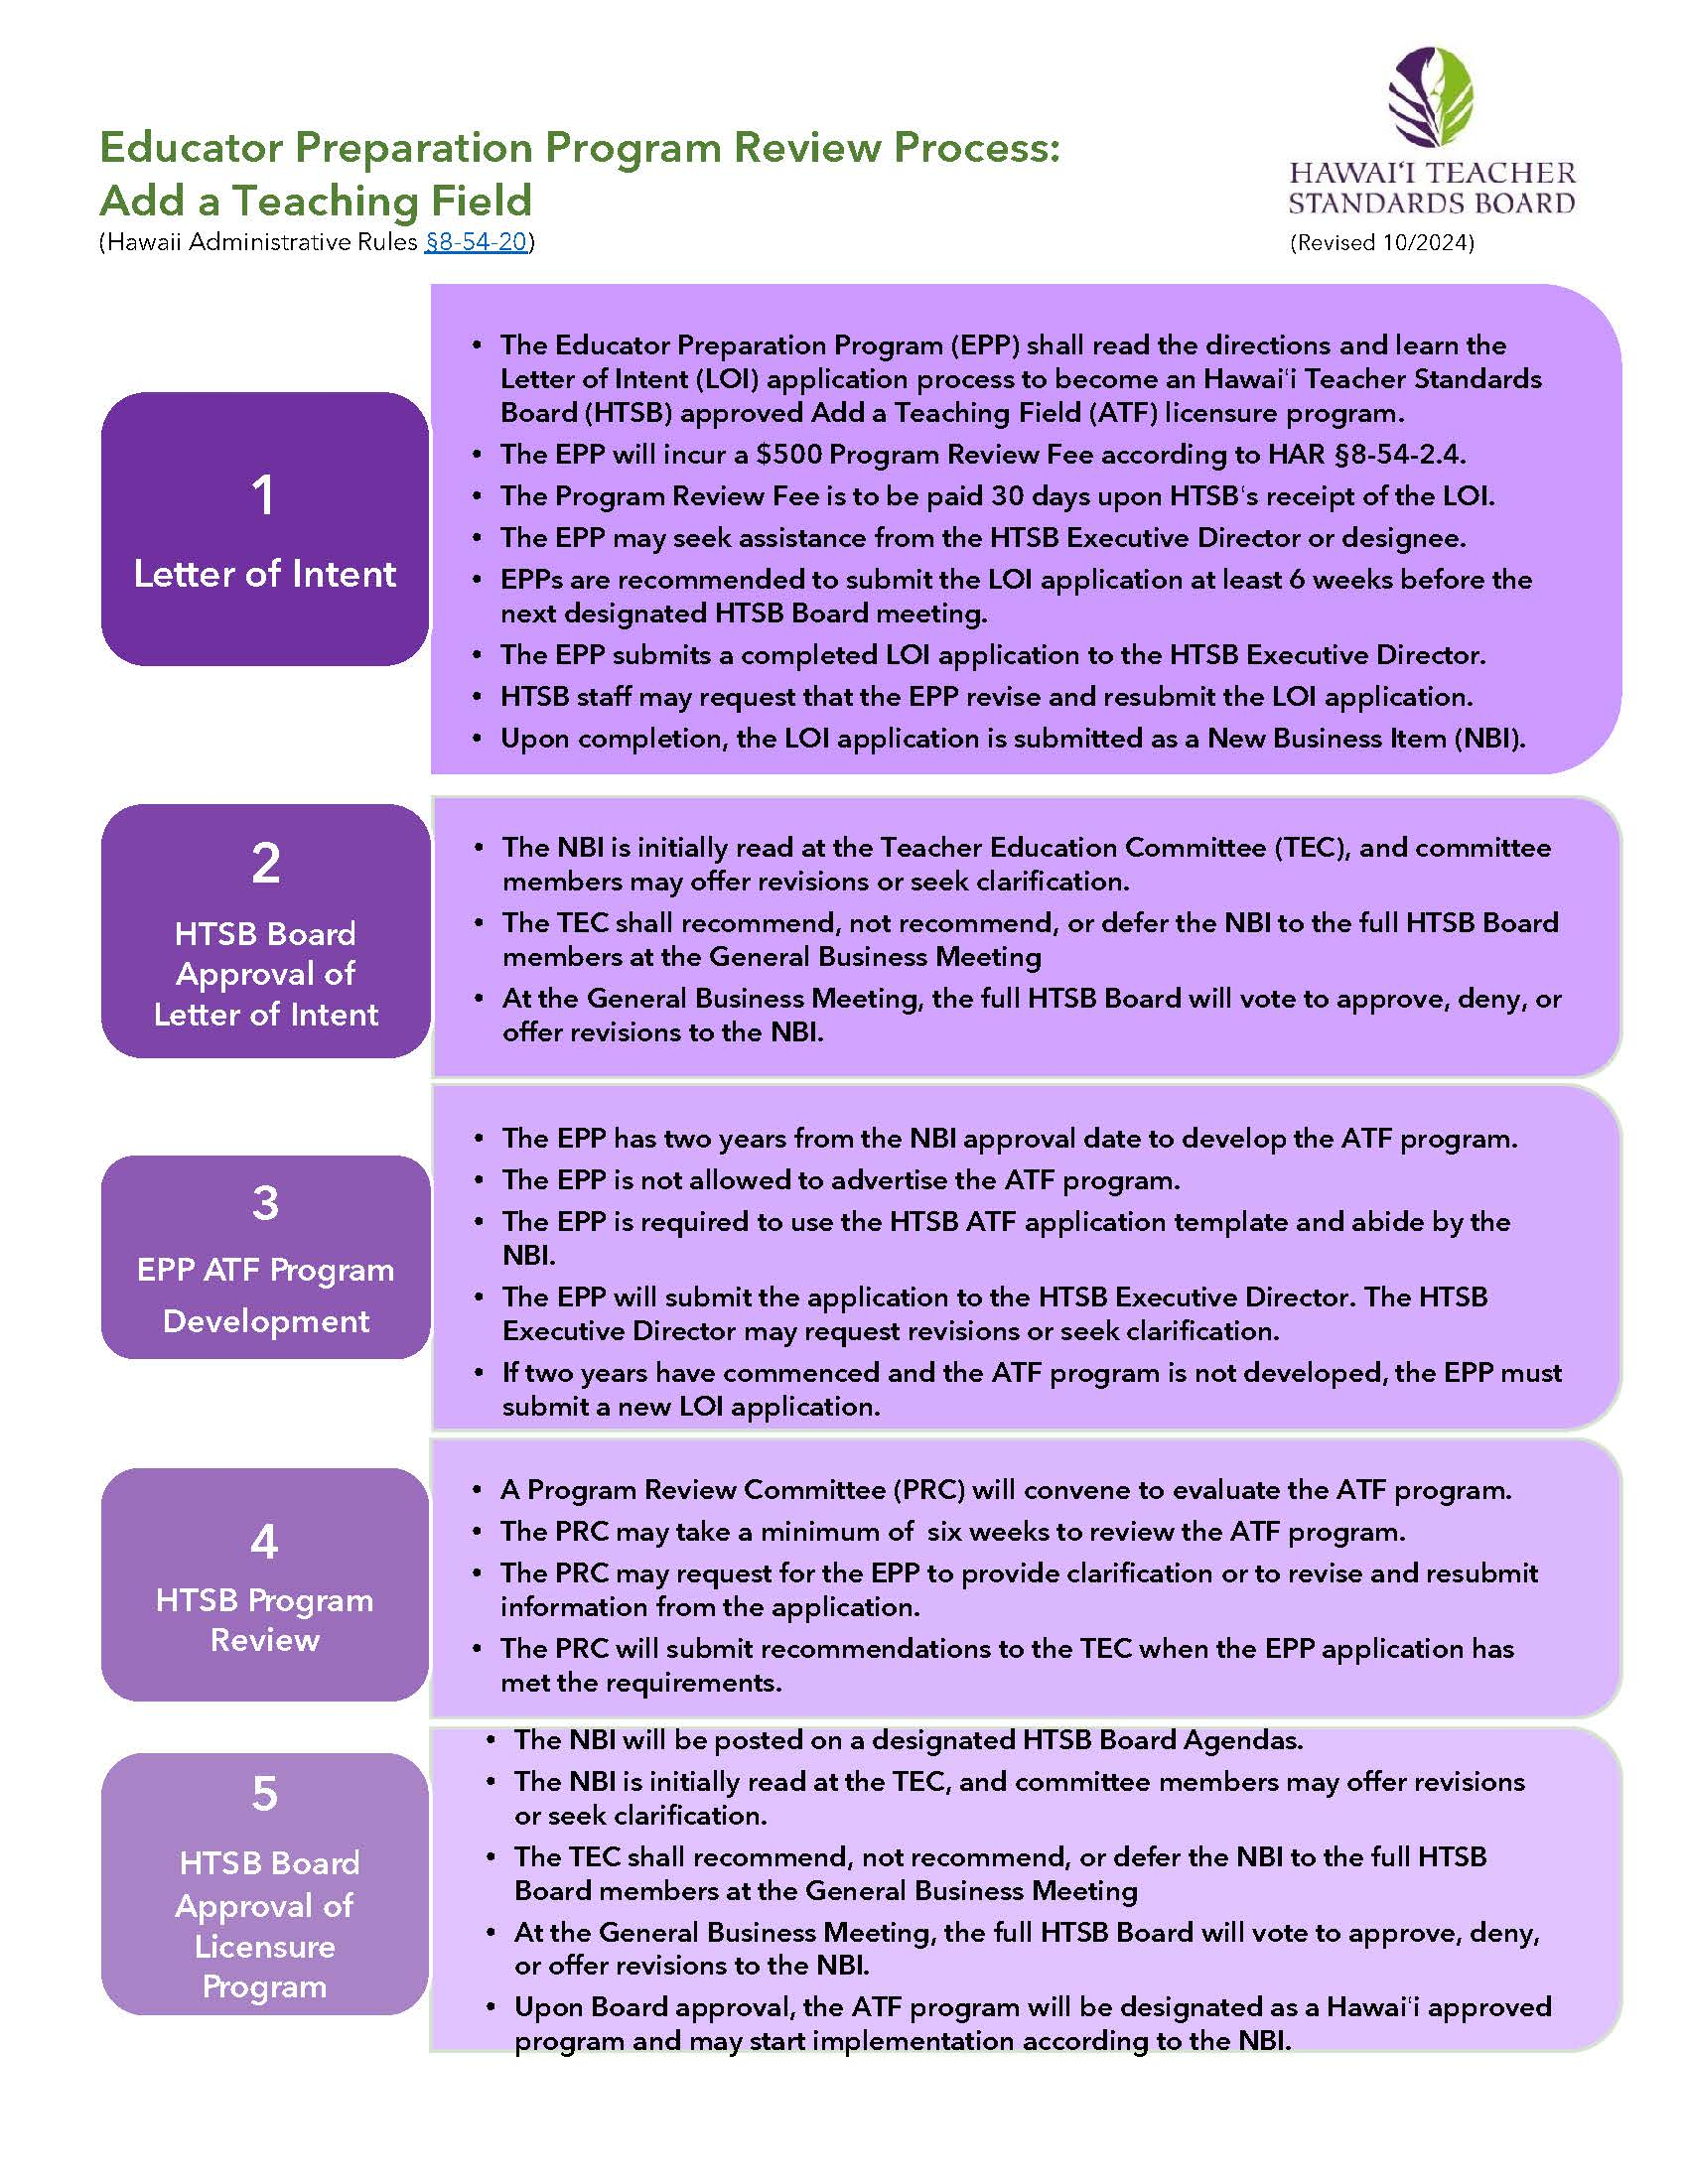 Educator Preparation Program Review Process:
Add a Teaching Field
(Hawaii Administrative Rules §8-54-20)
HAWAI‘I TEACHER
STANDARDS BOARD
(Revised 10/2024)
1
Letter of Intent
• The Educator Preparation Program (EPP) shall read the directions and learn the
Letter of Intent (LOI) application process to become an Hawai‘i Teacher Standards
Board (HTSB) approved Add a Teaching Field (ATF) licensure program.
• The EPP will incur a $500 Program Review Fee according to HAR §8-54-2.4.
• The Program Review Fee is to be paid 30 days upon HTSB‘s receipt of the LOI.
• The EPP may seek assistance from the HTSB Executive Director or designee.
• EPPs are recommended to submit the LOI application at least 6 weeks before the
next designated HTSB Board meeting.
• The EPP submits a completed LOI application to the HTSB Executive Director.
• HTSB staff may request that the EPP revise and resubmit the LOI application.
• Upon completion, the LOI application is submitted as a New Business Item (NBI).
2
HTSB Board
Approval of
Letter of Intent
• The NBI is initially read at the Teacher Education Committee (TEC), and committee
members may offer revisions or seek clarification.
• The TEC shall recommend, not recommend, or defer the NBI to the full HTSB Board
members at the General Business Meeting
• At the General Business Meeting, the full HTSB Board will vote to approve, deny, or
offer revisions to the NBI.
3
EPP ATF Program
Development
• The EPP has two years from the NBI approval date to develop the ATF program.
• The EPP is not allowed to advertise the ATF program.
• The EPP is required to use the HTSB ATF application template and abide by the
NBI.
• The EPP will submit the application to the HTSB Executive Director. The HTSB
Executive Director may request revisions or seek clarification.
• If two years have commenced and the ATF program is not developed, the EPP must
submit a new LOI application.
4
HTSB Program
Review
• A Program Review Committee (PRC) will convene to evaluate the ATF program.
• The PRC may take a minimum of  six weeks to review the ATF program.
• The PRC may request for the EPP to provide clarification or to revise and resubmit
information from the application.
• The PRC will submit recommendations to the TEC when the EPP application has
met the requirements.
5
HTSB Board
Approval of
Licensure
Program
• The NBI will be posted on a designated HTSB Board Agendas.
• The NBI is initially read at the TEC, and committee members may offer revisions
or seek clarification.
• The TEC shall recommend, not recommend, or defer the NBI to the full HTSB
Board members at the General Business Meeting
• At the General Business Meeting, the full HTSB Board will vote to approve, deny,
or offer revisions to the NBI.
• Upon Board approval, the ATF program will be designated as a Hawai‘i approved
program and may start implementation according to the NBI.